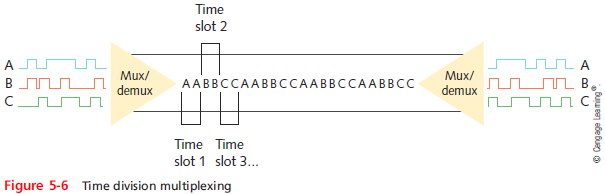 Time
slot 2
A
B
C
Mux/
demux
A A B B C C A A B B C C A A B B C C A A B B C C
Mux/
demux
A
B
C
Time
slot 1
Time
slot 3...
© Cengage Learning®.
Figure 5-6 Time division multiplexing